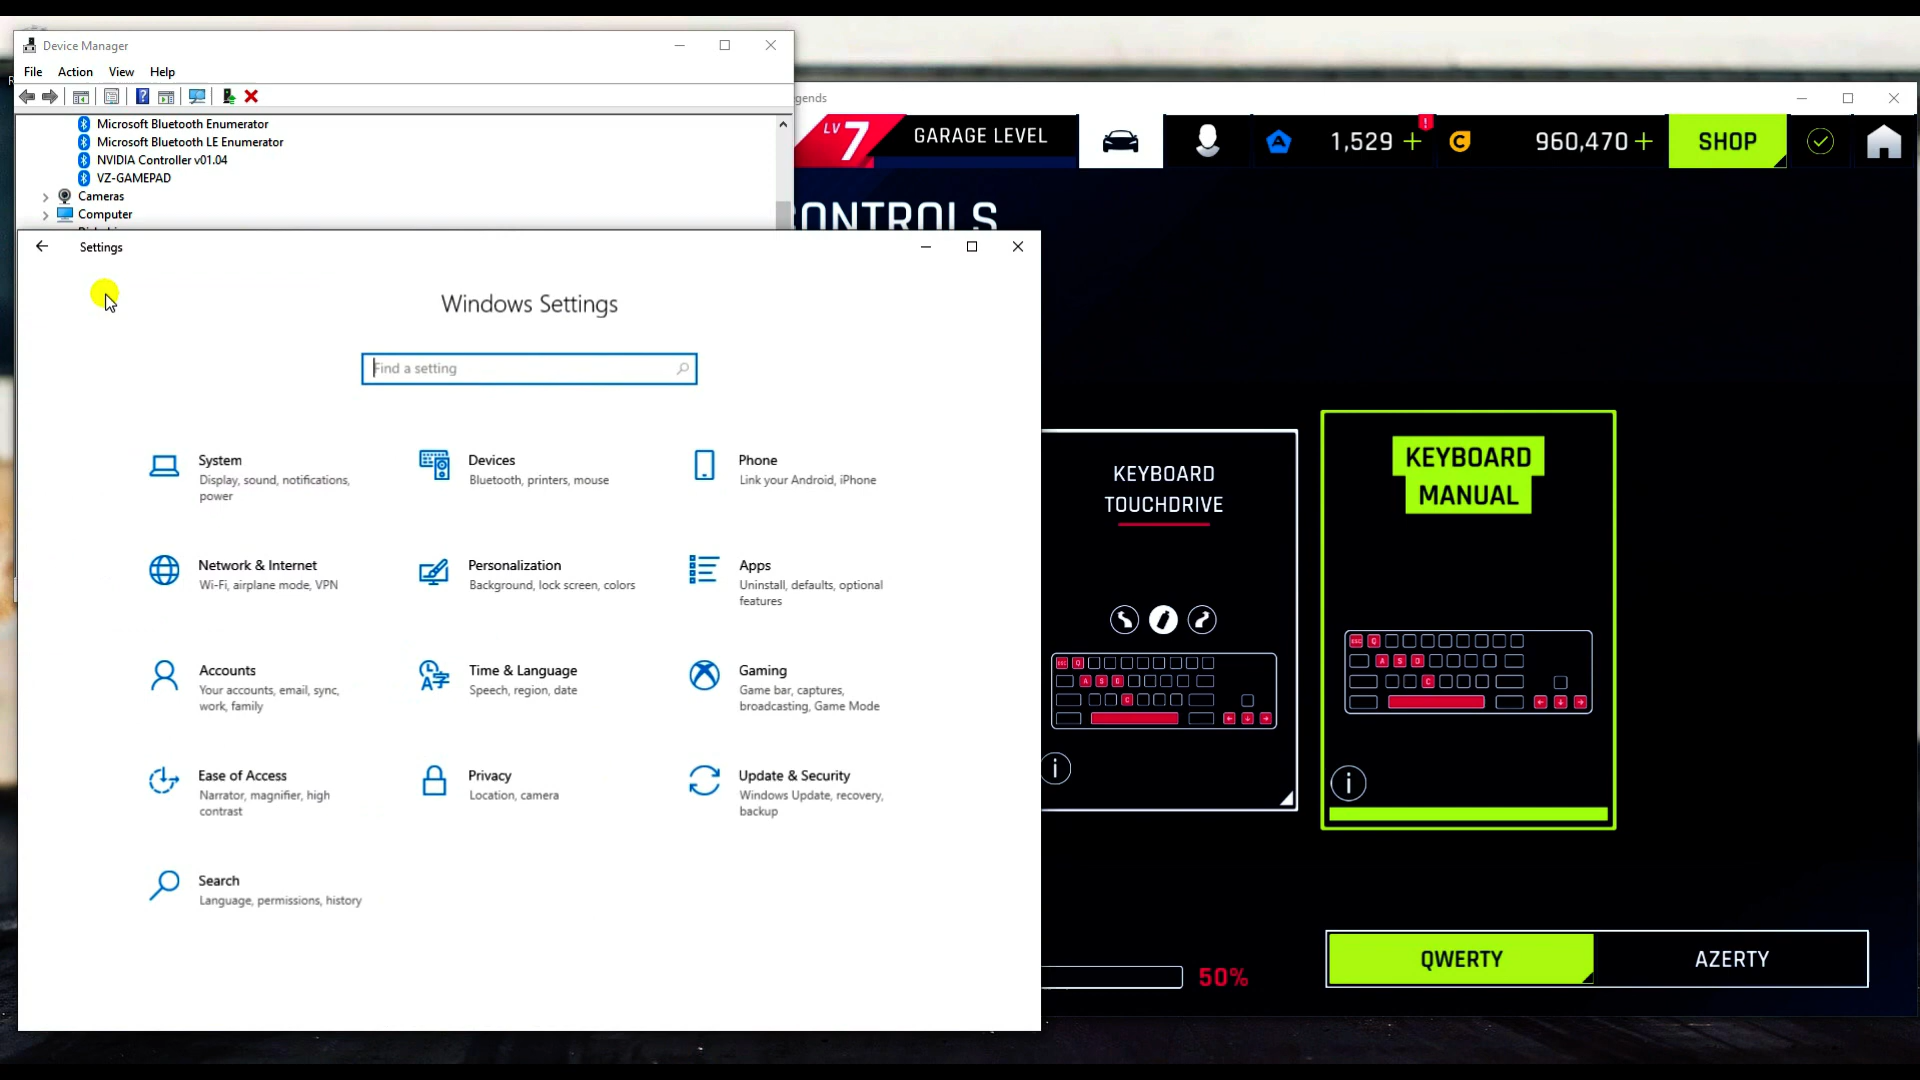 Device Manager
File Action View Help
Microsoft Bluetooth Enumerator
Microsoft Bluetooth LE Enumerator
NVIDIA Controller v01.04
VZ-GAMEPAD
Cameras
Computer
gends
LV 7 GARAGE LEVEL
1,529 +
960,470 +
SHOP
CONTROLS
Settings
Windows Settings
Find a setting
System
Display, sound, notifications,
power
Devices
Bluetooth, printers, mouse
Phone
Link your Android, iPhone
Network & Internet
Wi-Fi, airplane mode, VPN
Personalization
Background, lock screen, colors
Apps
Uninstall, defaults, optional
features
Accounts
Your accounts, email, sync,
work, family
Time & Language
Speech, region, date
Gaming
Game bar, captures,
broadcasting, Game Mode
Ease of Access
Narrator, magnifier, high
contrast
Privacy
Location, camera
Update & Security
Windows Update, recovery,
backup
Search
Language, permissions, history
KEYBOARD
TOUCHDRIVE
ESC Q
A S D
C
KEYBOARD
MANUAL
ESC Q
A S D
C
50%
QWERTY
AZERTY